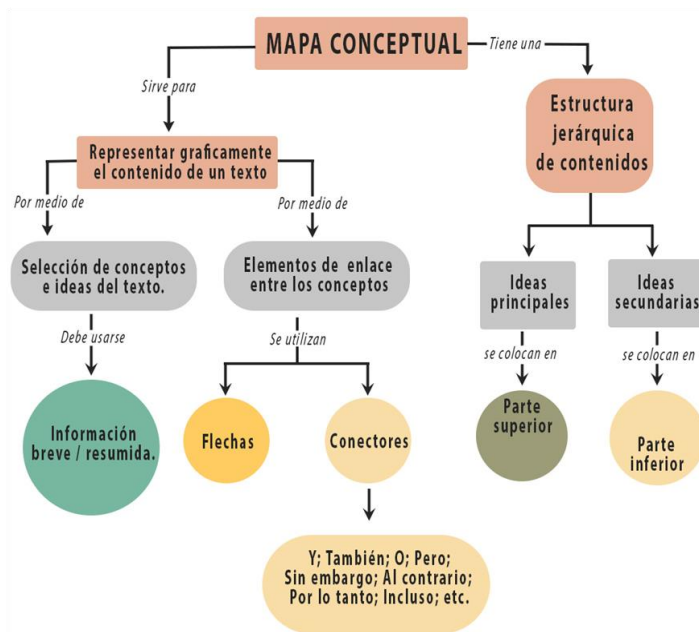 MAPA CONCEPTUAL
Tiene una
Sirve para
Estructura
jerárquica
de contenidos
Representar graficamente
el contenido de un texto
Por medio de
Por medio de
Selección de conceptos
e ideas del texto.
Elementos de enlace
entre los conceptos
Ideas
principales
Ideas
secundarias
Debe usarse
Se utilizan
se colocan en
se colocan en
Información
breve / resumida.
Flechas
Conectores
Parte
superior
Parte
inferior
Y; También; O; Pero;
Sin embargo; Al contrario;
Por lo tanto; Incluso; etc.